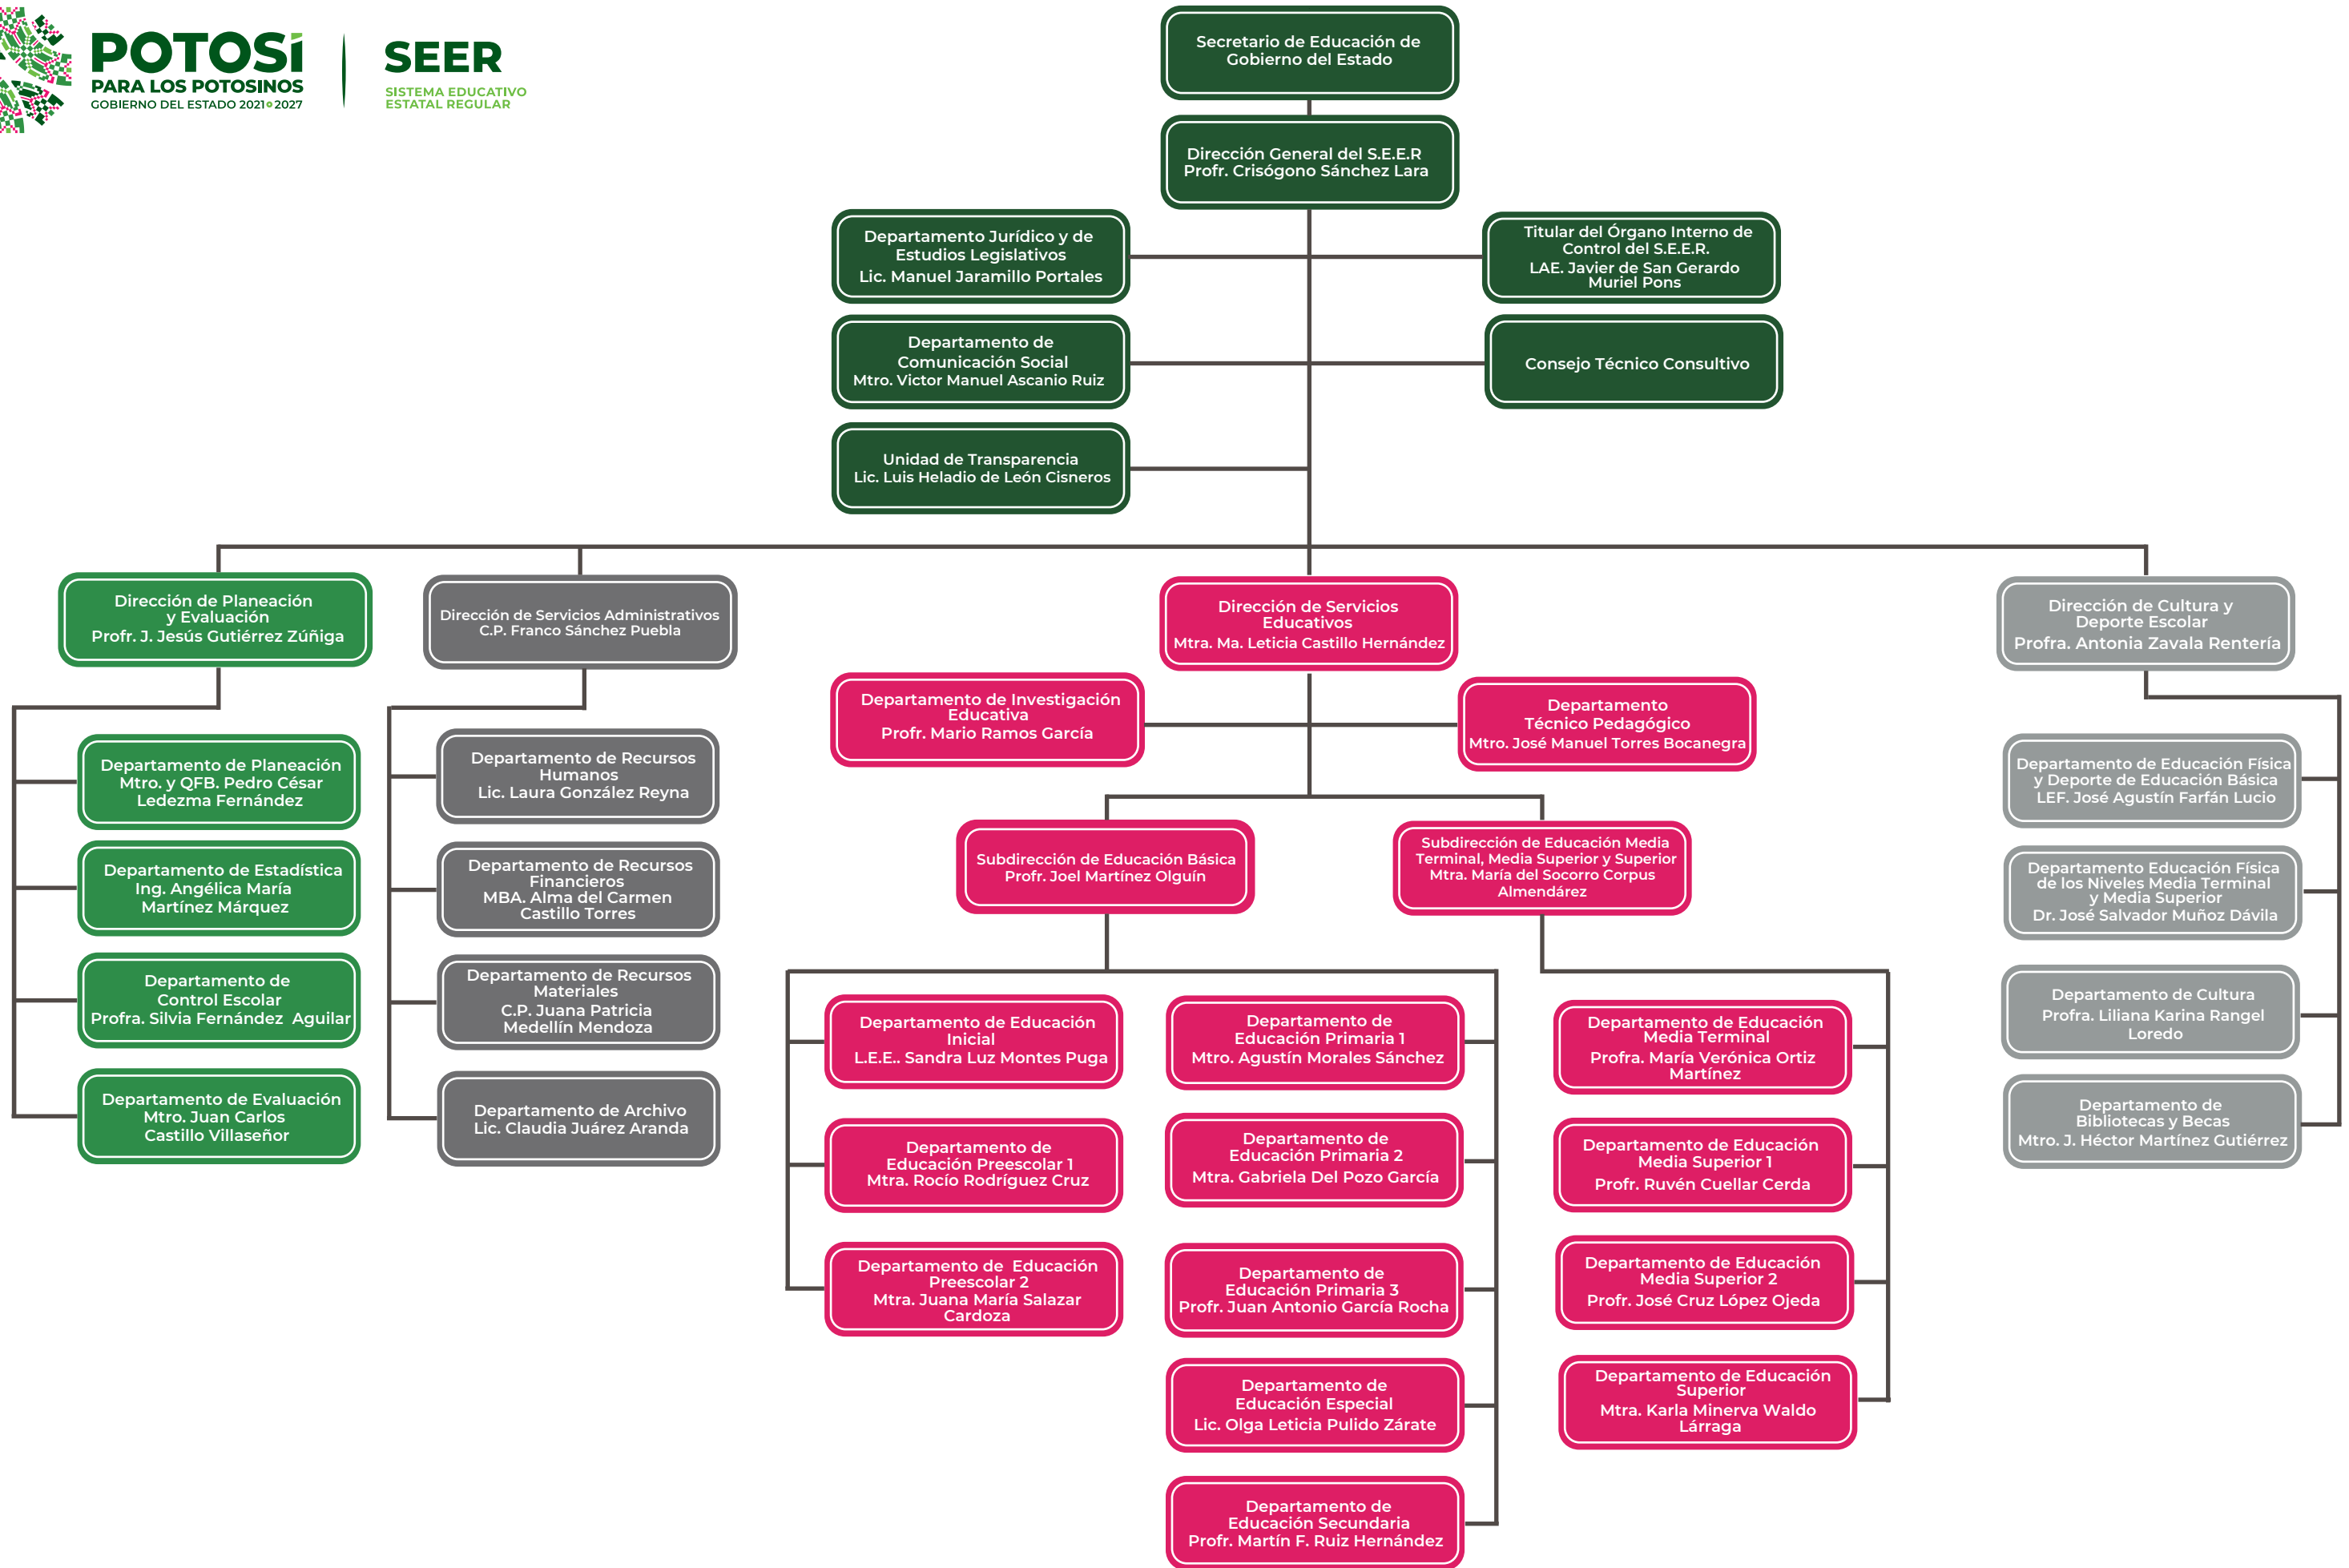 POTOSÍ
PARA LOS POTOSINOS
GOBIERNO DEL ESTADO 2021 2027
SEER
SISTEMA EDUCATIVO
ESTATAL REGULAR
Secretario de Educación de
Gobierno del Estado
Dirección General del S.E.E.R
Profr. Crisógono Sánchez Lara
Departamento Jurídico y de
Estudios Legislativos
Lic. Manuel Jaramillo Portales
Titular del Órgano Interno de
Control del S.E.E.R.
LAE. Javier de San Gerardo
Muriel Pons
Departamento de
Comunicación Social
Mtro. Victor Manuel Ascanio Ruiz
Consejo Técnico Consultivo
Unidad de Transparencia
Lic. Luis Heladio de León Cisneros
Dirección de Planeación
y Evaluación
Profr. J. Jesús Gutiérrez Zúñiga
Dirección de Servicios Administrativos
C.P. Franco Sánchez Puebla
Dirección de Servicios
Educativos
Mtra. Ma. Leticia Castillo Hernández
Dirección de Cultura y
Deporte Escolar
Profra. Antonia Zavala Rentería
Departamento de Investigación
Educativa
Profr. Mario Ramos García
Departamento
Técnico Pedagógico
Mtro. José Manuel Torres Bocanegra
Departamento de Planeación
Mtro. y QFB. Pedro César
Ledezma Fernández
Departamento de Estadística
Ing. Angélica María
Martínez Márquez
Departamento de
Control Escolar
Profra. Silvia Fernández  Aguilar
Departamento de Evaluación
Mtro. Juan Carlos
Castillo Villaseñor
Departamento de Recursos
Humanos
Lic. Laura González Reyna
Departamento de Recursos
Financieros
MBA. Alma del Carmen
Castillo Torres
Departamento de Recursos
Materiales
C.P. Juana Patricia
Medellín Mendoza
Departamento de Archivo
Lic. Claudia Juárez Aranda
Subdirección de Educación Básica
Profr. Joel Martínez Olguín
Subdirección de Educación Media
Terminal, Media Superior y Superior
Mtra. María del Socorro Corpus
Almendárez
Departamento de Educación
Inicial
L.E.E.. Sandra Luz Montes Puga
Departamento de
Educación Preescolar 1
Mtra. Rocío Rodríguez Cruz
Departamento de  Educación
Preescolar 2
Mtra. Juana María Salazar
Cardoza
Departamento de
Educación Primaria 1
Mtro. Agustín Morales Sánchez
Departamento de
Educación Primaria 2
Mtra. Gabriela Del Pozo García
Departamento de
Educación Primaria 3
Profr. Juan Antonio García Rocha
Departamento de
Educación Especial
Lic. Olga Leticia Pulido Zárate
Departamento de
Educación Secundaria
Profr. Martín F. Ruiz Hernández
Departamento de Educación
Media Terminal
Profra. María Verónica Ortiz
Martínez
Departamento de Educación
Media Superior 1
Profr. Ruvén Cuellar Cerda
Departamento de Educación
Media Superior 2
Profr. José Cruz López Ojeda
Departamento de Educación
Superior
Mtra. Karla Minerva Waldo
Lárraga
Departamento de Educación Física
y Deporte de Educación Básica
LEF. José Agustín Farfán Lucio
Departamento Educación Física
de los Niveles Media Terminal
y Media Superior
Dr. José Salvador Muñoz Dávila
Departamento de Cultura
Profra. Liliana Karina Rangel
Loredo
Departamento de
Bibliotecas y Becas
Mtro. J. Héctor Martínez Gutiérrez